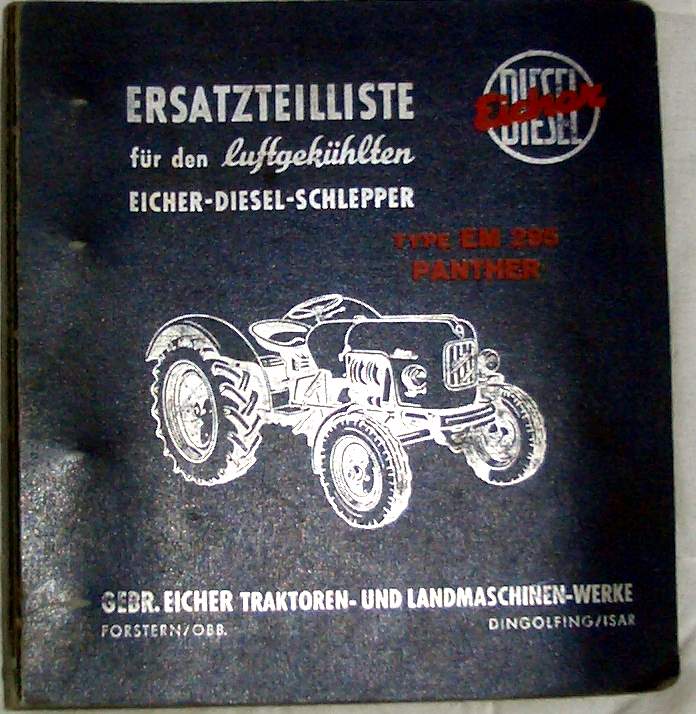 ERSATZTEILLISTE
für den luftgekühlten
EICHER-DIESEL-SCHLEPPER
DIESEL
Eicher
DIESEL
TYPE EM 295
PANTHER
GEBR. EICHER TRAKTOREN- UND LANDMASCHINEN-WERKE
FORSTERN/OBB.
DINGOLFING/ISAR